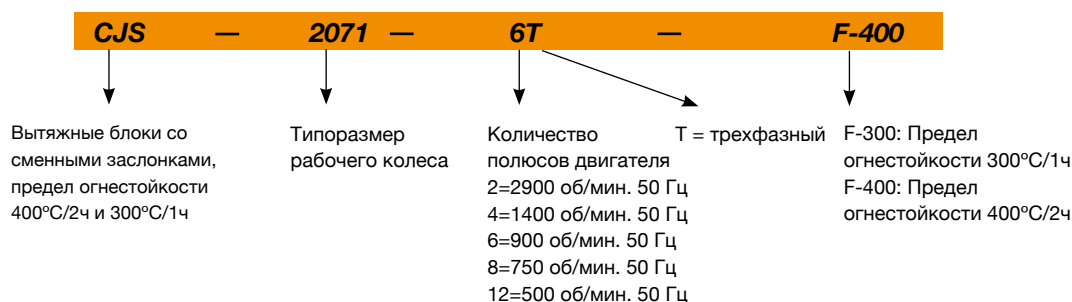 CJS — 2071 — 6T — F-400
Вытяжные блоки со
сменными заслонками,
предел огнестойкости
400ºC/2ч и 300ºC/1ч
Типоразмер
рабочего колеса
Количество
полюсов двигателя
2=2900 об/мин. 50 Гц
4=1400 об/мин. 50 Гц
6=900 об/мин. 50 Гц
8=750 об/мин. 50 Гц
12=500 об/мин. 50 Гц
T = трехфазный
F-300: Предел
огнестойкости 300ºC/1ч
F-400: Предел
огнестойкости 400ºC/2ч